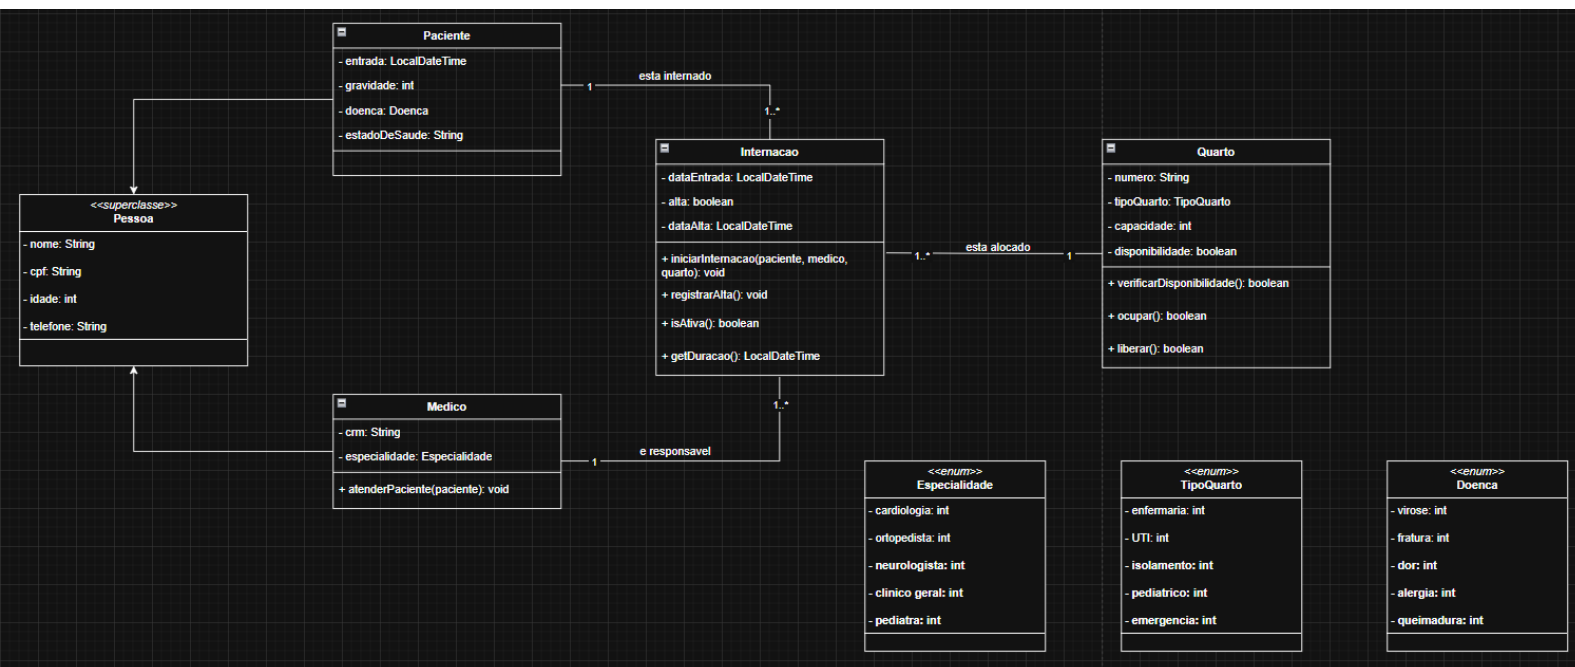 Paciente
- entrada: LocalDateTime
- gravidade: int
- doenca: Doenca
- estadoDeSaude: String
1
esta internado
1..*
<<superclasse>>
Pessoa
- nome: String
- cpf: String
- idade: int
- telefone: String
Internacao
- dataEntrada: LocalDateTime
- alta: boolean
- dataAlta: LocalDateTime
+ iniciarInternacao(paciente, medico,
quarto): void
+ registrarAlta(): void
+ isAtiva(): boolean
+ getDuracao(): LocalDateTime
1..*
esta alocado
1
Quarto
- numero: String
- tipoQuarto: TipoQuarto
- capacidade: int
- disponibilidade: boolean
+ verificarDisponibilidade(): boolean
+ ocupar(): boolean
+ liberar(): boolean
Medico
- crm: String
- especialidade: Especialidade
+ atenderPaciente(paciente): void
1
e responsavel
1..*
<<enum>>
Especialidade
- cardiologia: int
- ortopedista: int
- neurologista: int
- clinico geral: int
- pediatra: int
<<enum>>
TipoQuarto
- enfermaria: int
- UTI: int
- isolamento: int
- pediatrico: int
- emergencia: int
<<enum>>
Doenca
- virose: int
- fratura: int
- dor: int
- alergia: int
- queimadura: int